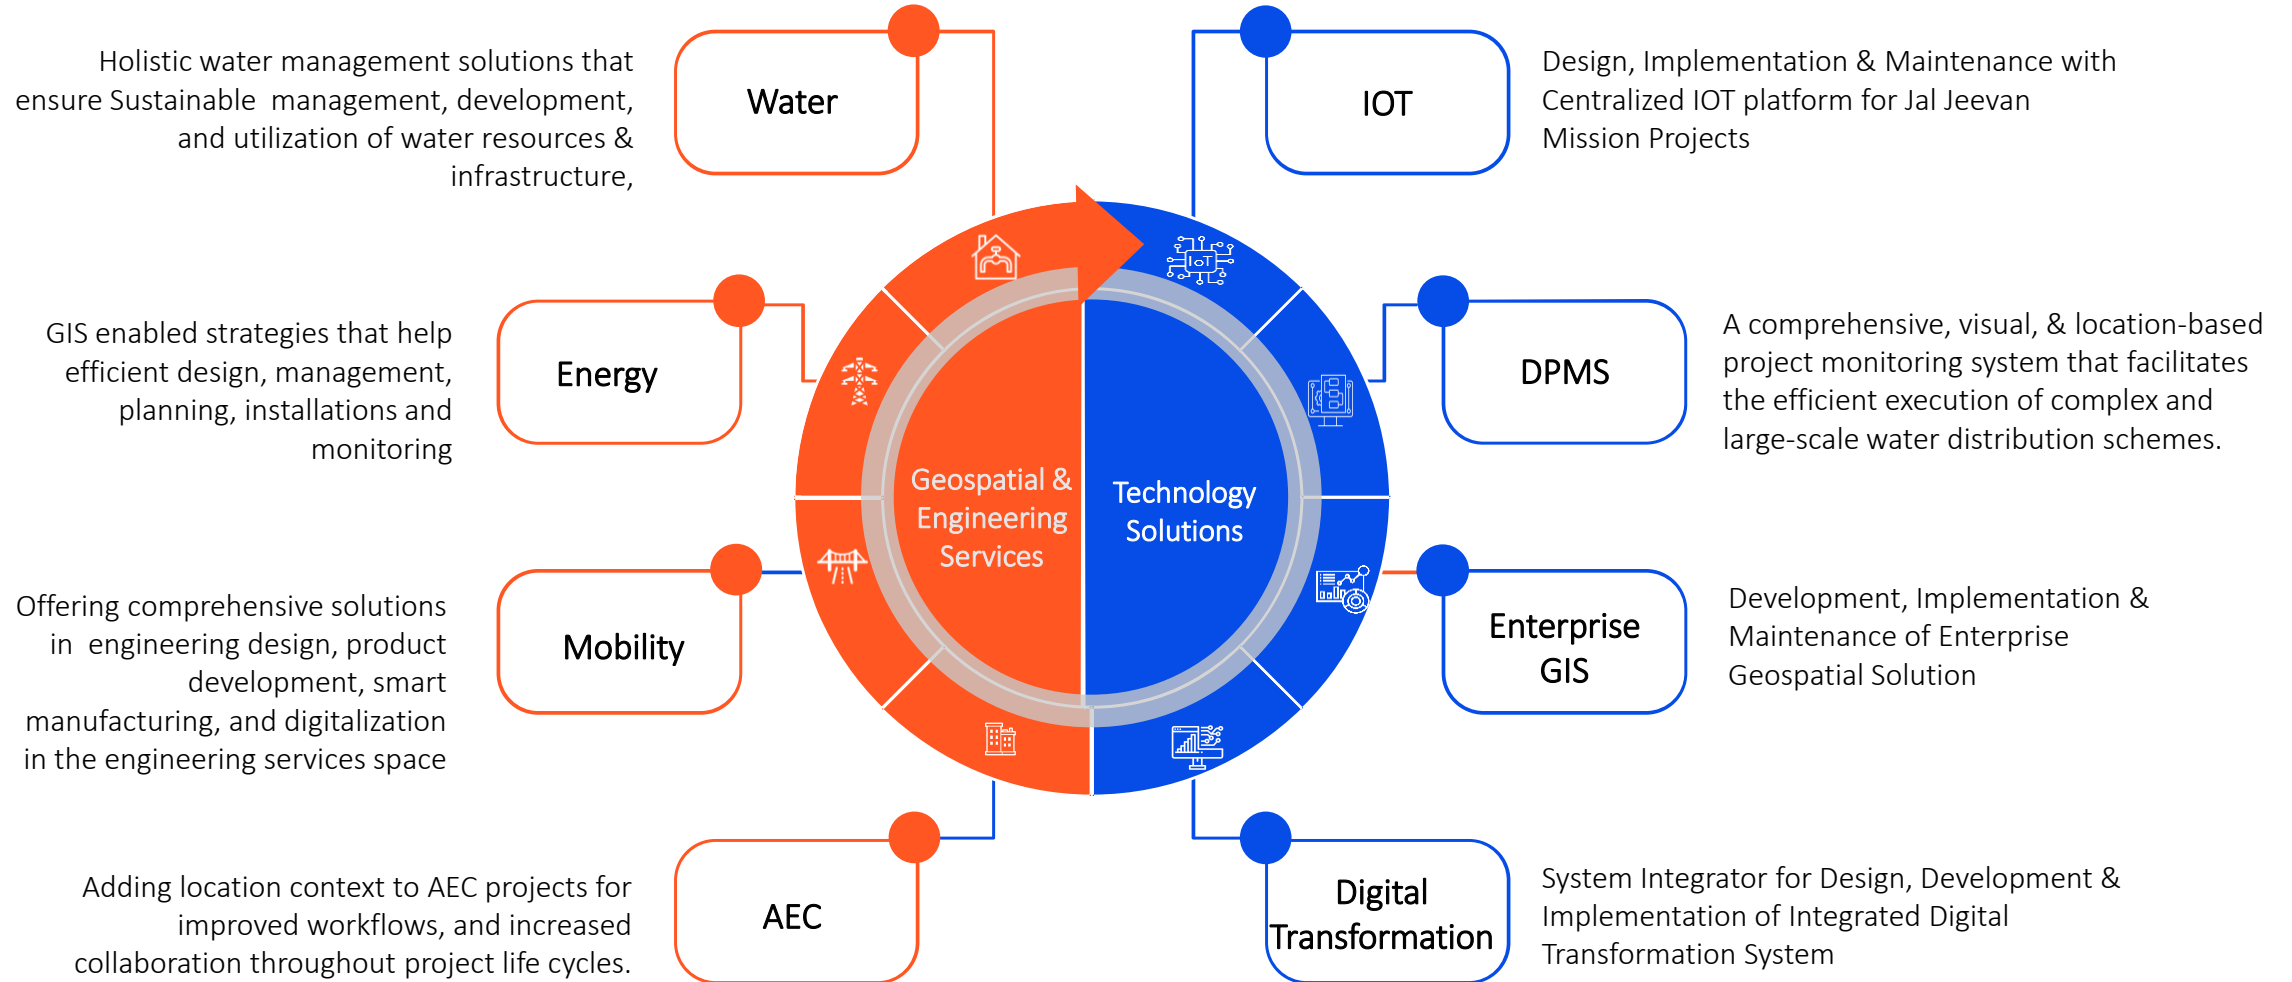 Water
Holistic water management solutions that
ensure Sustainable  management, development,
and utilization of water resources &
infrastructure,
Energy
GIS enabled strategies that help
efficient design, management,
planning, installations and
monitoring
Mobility
Offering comprehensive solutions
in  engineering design, product
development, smart
manufacturing, and digitalization
in the engineering services space
AEC
Adding location context to AEC projects for
improved workflows, and increased
collaboration throughout project life cycles.
Geospatial &
Engineering
Services
Technology
Solutions
IoT
IOT
Design, Implementation & Maintenance with
Centralized IOT platform for Jal Jeevan
Mission Projects
DPMS
A comprehensive, visual, & location-based
project monitoring system that facilitates
the efficient execution of complex and
large-scale water distribution schemes.
Enterprise
GIS
Development, Implementation &
Maintenance of Enterprise
Geospatial Solution
Digital
Transformation
System Integrator for Design, Development &
Implementation of Integrated Digital
Transformation System